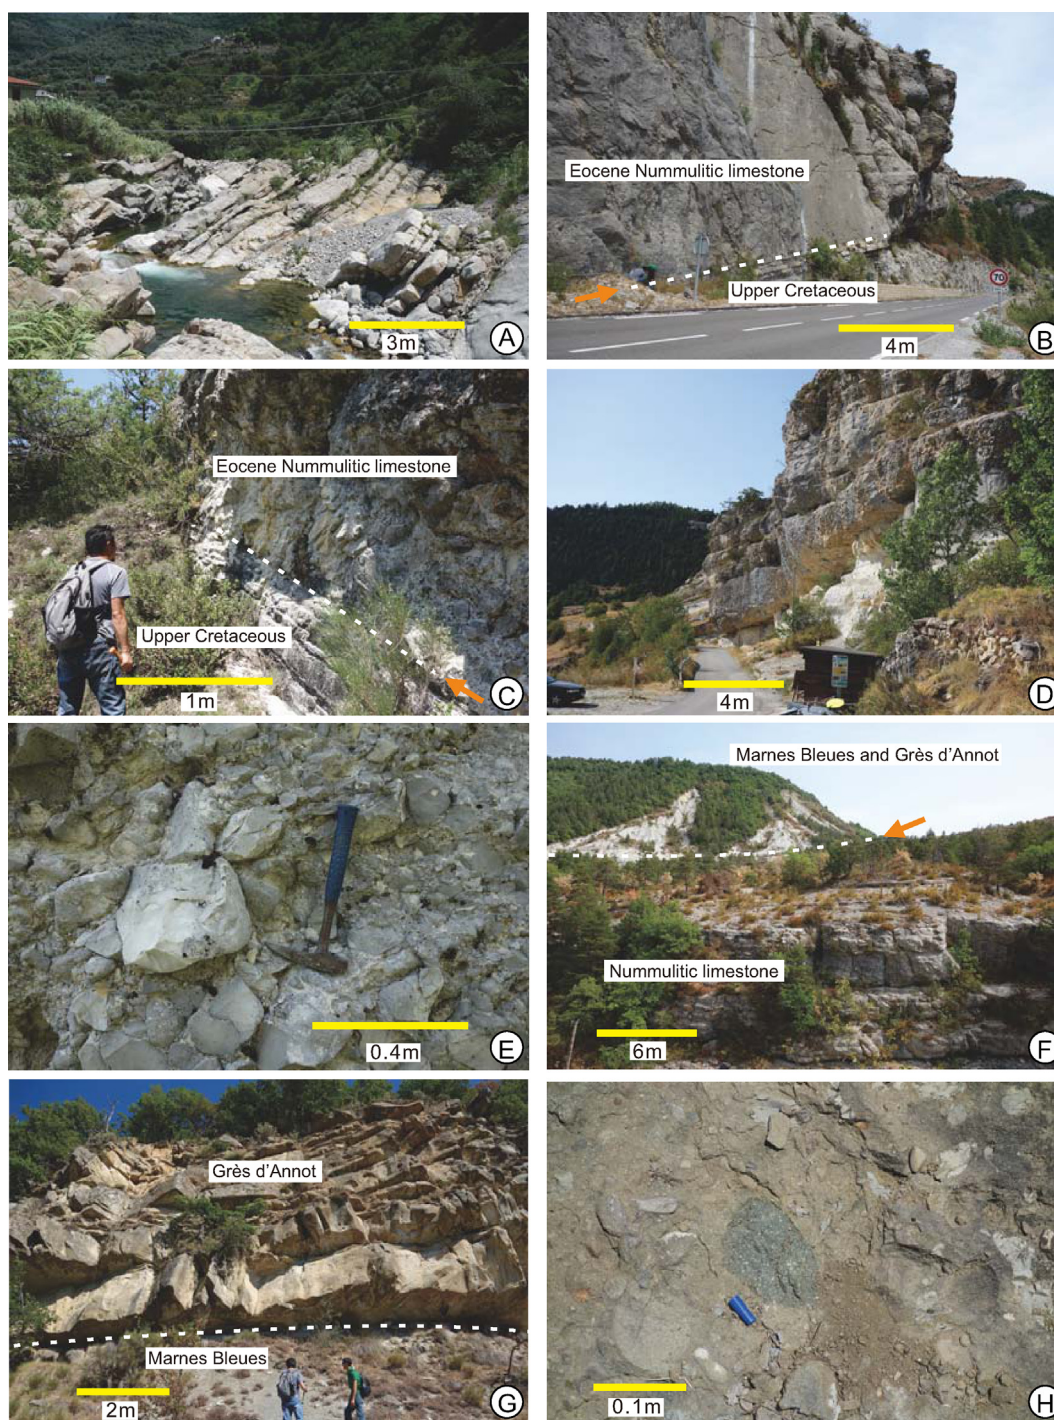 3m
A
Eocene Nummulitic limestone
Upper Cretaceous
70
4m
B
Eocene Nummulitic limestone
Upper Cretaceous
1m
C
4m
D
0.4m
E
Marnes Bleues and Grès d’Annot
Nummulitic limestone
6m
F
Grès d’Annot
Marnes Bleues
2m
G
0.1m
H